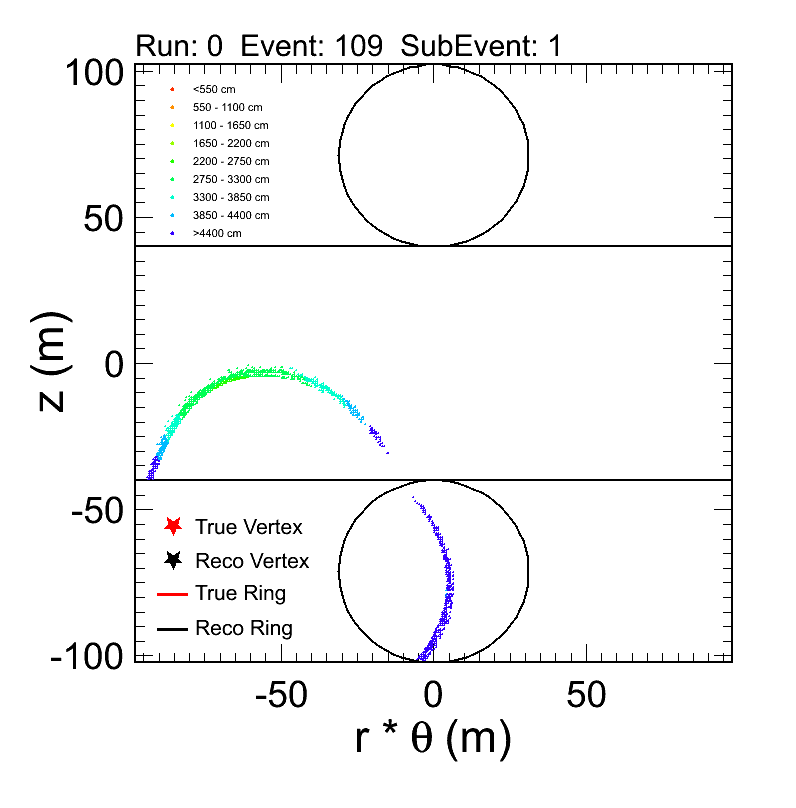 Run: 0 Event: 109 SubEvent: 1
100
<550 cm
550 - 1100 cm
1100 - 1650 cm
1650 - 2200 cm
2200 - 2750 cm
2750 - 3300 cm
3300 - 3850 cm
3850 - 4400 cm
>4400 cm
50
0
z (m)
-50
True Vertex
Reco Vertex
True Ring
Reco Ring
-100
-50 0 50
r * θ (m)